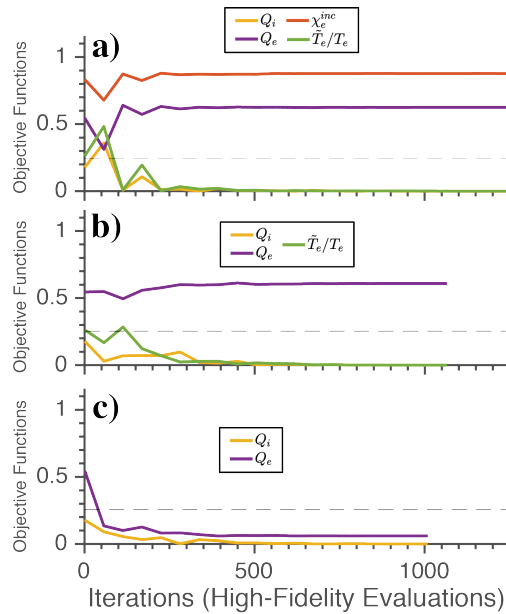 Q_i χ_e^{inc}
Q_e T̃_e/T_e
a)
Objective Functions
1
0.5
0
Q_i
Q_e T̃_e/T_e
b)
Objective Functions
1
0.5
0
c)
Q_i
Q_e
Objective Functions
1
0.5
0
0 500 1000
Iterations (High-Fidelity Evaluations)